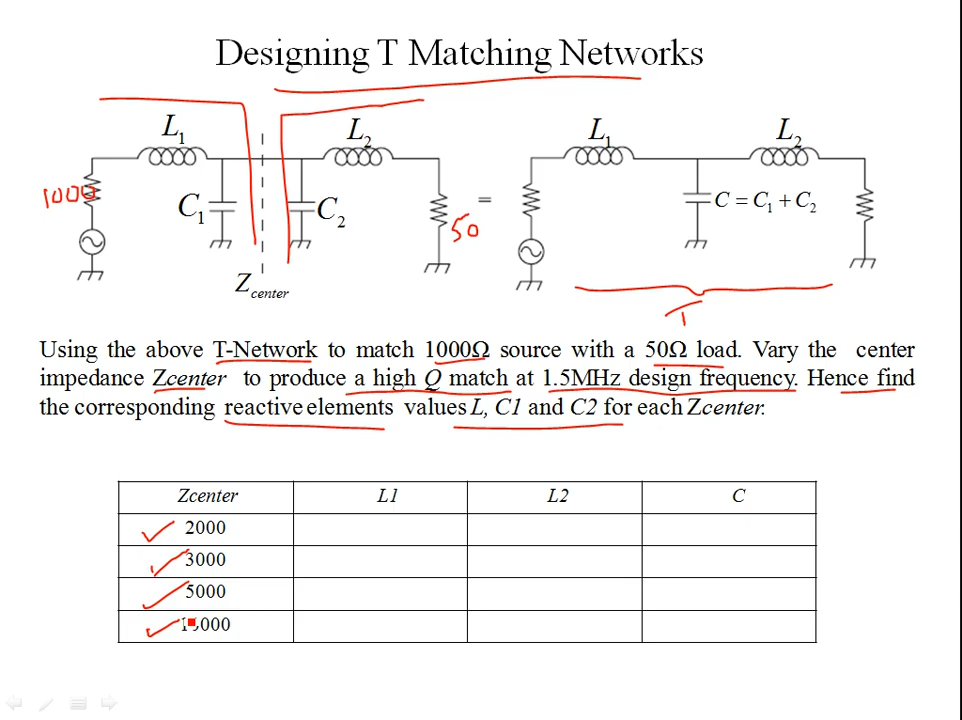 Designing T Matching Networks
L1 L2 L1 L2
1000 C1 C2 = C = C1 + C2
50
Zcenter
T
Using the above T-Network to match 1000Ω source with a 50Ω load. Vary the center
impedance Zcenter to produce a high Q match at 1.5MHz design frequency. Hence find
the corresponding reactive elements values L, C1 and C2 for each Zcenter.
Zcenter L1 L2 C
2000
3000
5000